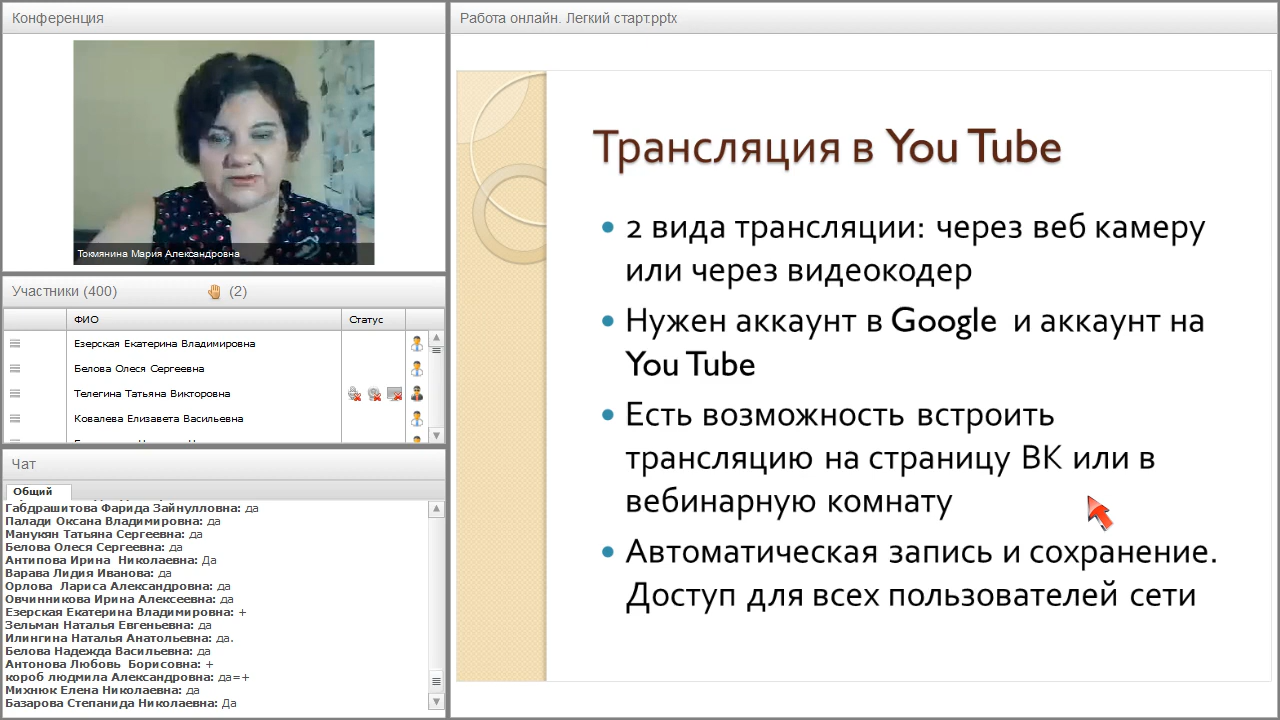 Конференция
Токмянина Мария Александровна
Участники (400)
(2)
ФИО
Статус
Езерская Екатерина Владимировна
Белова Олеся Сергеевна
Телегина Татьяна Викторовна
Ковалева Елизавета Васильевна
Чат
Общий
Габдрашитова Фарида Зайнулловна: да
Палади Оксана Владимировна: да
Манукян Татьяна Сергеевна: да
Белова Олеся Сергеевна: да
Антипова Ирина  Николаевна: Да
Варава Лидия Иванова: да
Орлова  Лариса Александровна: да
Овчинникова Ирина Алексеевна: да
Езерская Екатерина Владимировна: +
Зельман Наталья Евгеньевна: да
Илингина Наталья Анатольевна: да.
Белова Надежда Васильевна: да
Антонова Любовь  Борисовна: +
короб людмила Александровна: да=+
Михнюк Елена Николаевна: да
Базарова Степанида Николаевна: Да
Работа онлайн. Легкий старт.pptx
Трансляция в You Tube
• 2 вида трансляции: через веб камеру
или через видеокодер
• Нужен аккаунт в Google  и аккаунт на
You Tube
• Есть возможность встроить
трансляцию на страницу ВК или в
вебинарную комнату
• Автоматическая запись и сохранение.
Доступ для всех пользователей сети